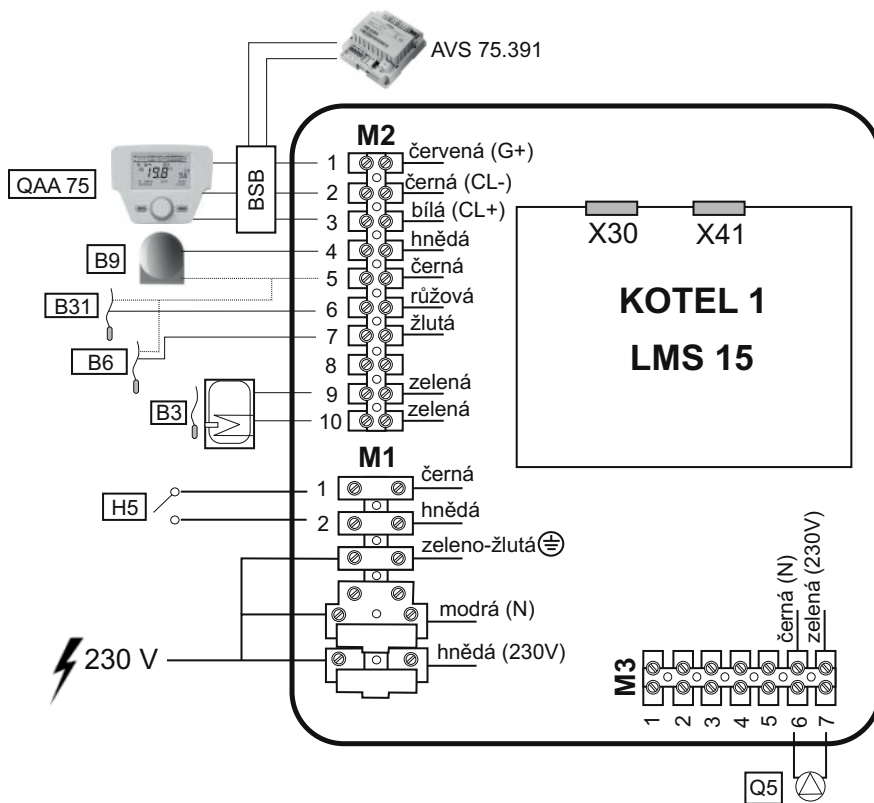 AVS 75.391
QAA 75
BSB
M2
1 červená (G+)
2 černá (CL-)
3 bílá (CL+)
4 hnědá
5 černá
6 růžová
7 žlutá
8
9 zelená
10 zelená
B9
B31
B6
B3
X30 X41
KOTEL 1
LMS 15
M1
1 černá
2 hnědá
zeleno-žlutá
modrá (N)
hnědá (230V)
H5
230 V
černá (N)
zelená (230V)
M3
1 2 3 4 5 6 7
Q5